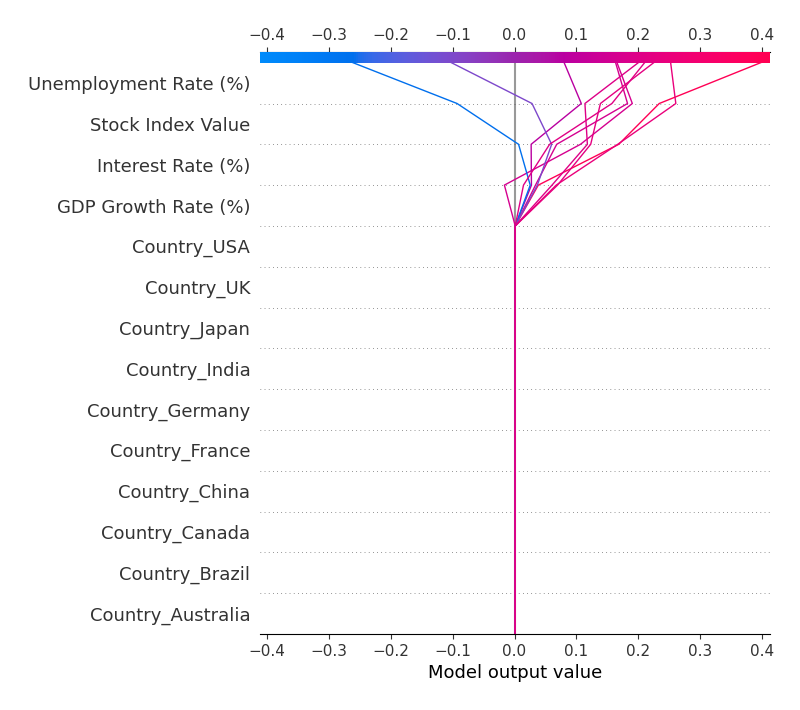 −0.4 −0.3 −0.2 −0.1 0.0 0.1 0.2 0.3 0.4
Unemployment Rate (%)
Stock Index Value
Interest Rate (%)
GDP Growth Rate (%)
Country_USA
Country_UK
Country_Japan
Country_India
Country_Germany
Country_France
Country_China
Country_Canada
Country_Brazil
Country_Australia
−0.4 −0.3 −0.2 −0.1 0.0 0.1 0.2 0.3 0.4
Model output value